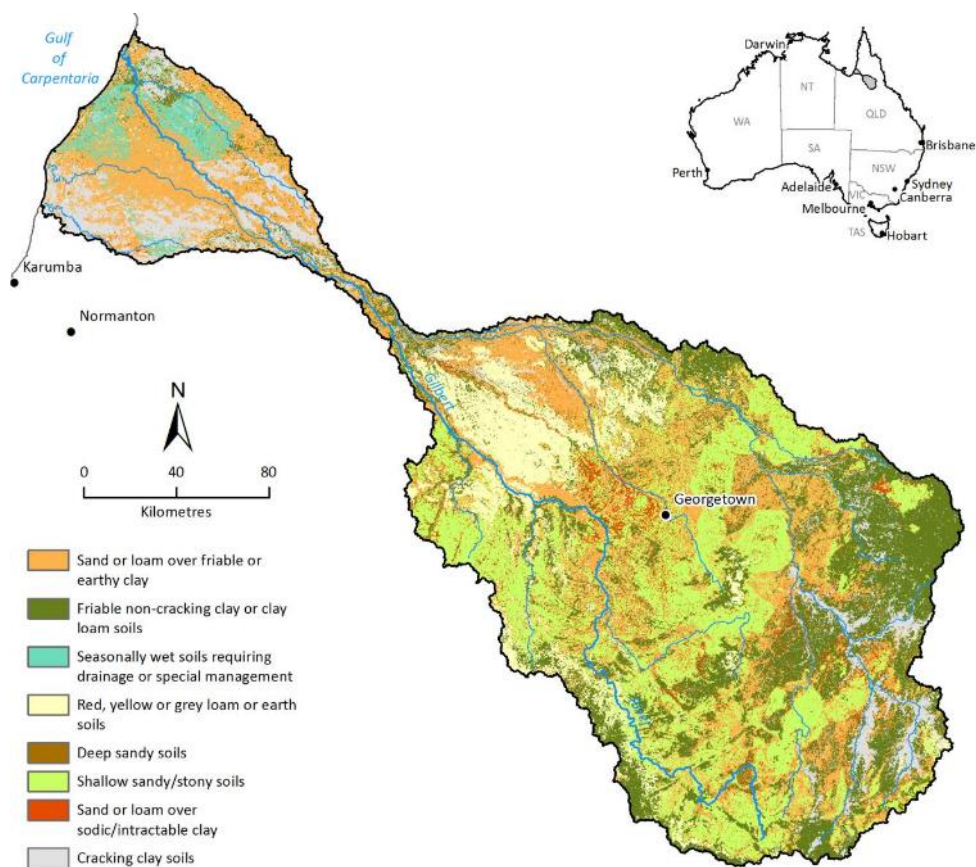 Gulf
of
Carpentaria
Karumba
Normanton
N
0 40 80
Kilometres
Gilbert
Georgetown
Darwin
NT
QLD
WA
SA
Brisbane
NSW
Perth
Adelaide
Sydney
Canberra
VIC
Melbourne
TAS
Hobart
Sand or loam over friable or
earthy clay
Friable non-cracking clay or clay
loam soils
Seasonally wet soils requiring
drainage or special management
Red, yellow or grey loam or earth
soils
Deep sandy soils
Shallow sandy/stony soils
Sand or loam over
sodic/intractable clay
Cracking clay soils